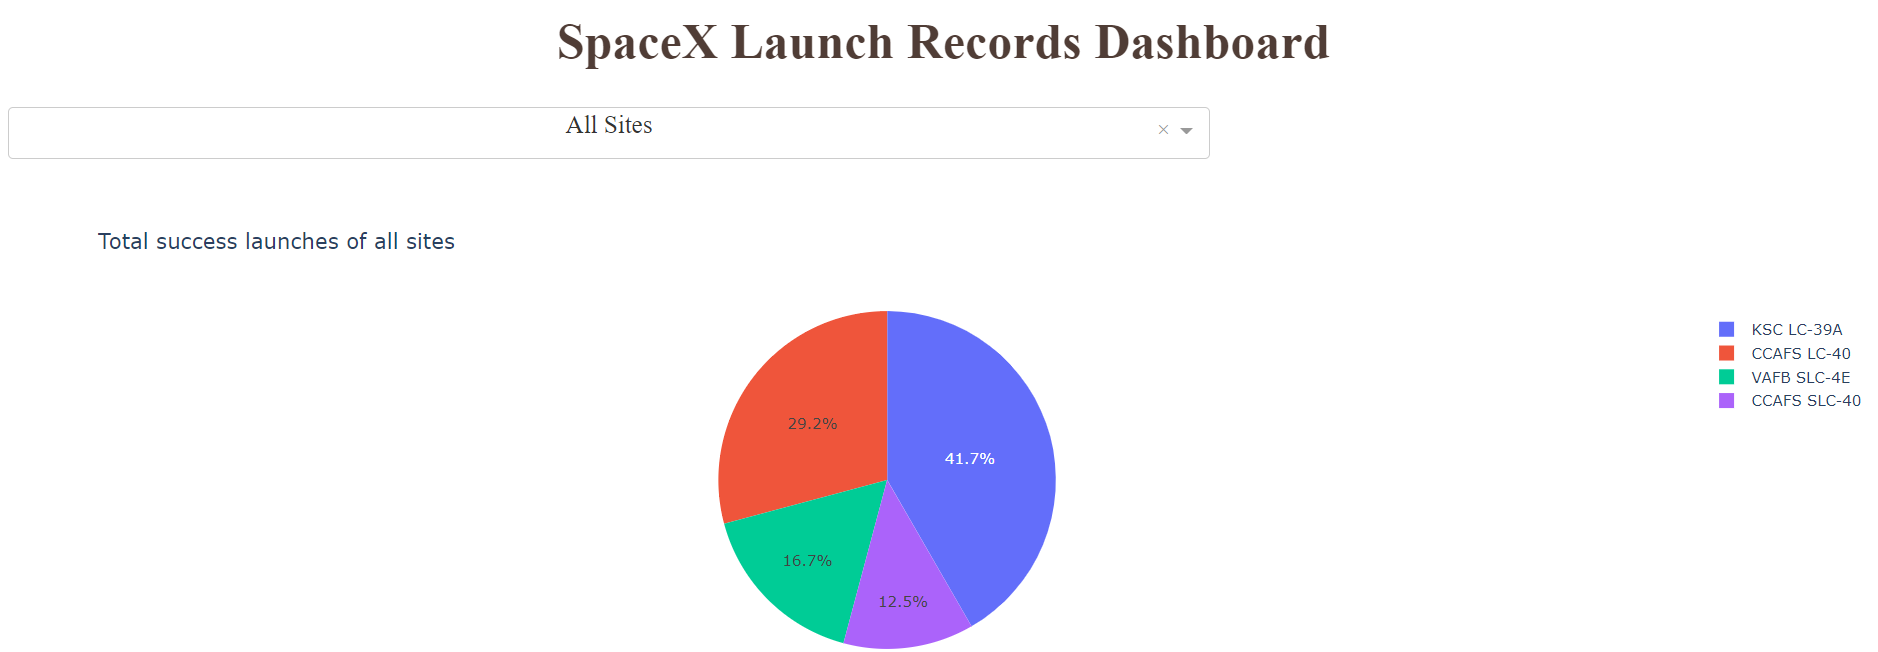 SpaceX Launch Records Dashboard
All Sites
Total success launches of all sites
KSC LC-39A
CCAFS LC-40
VAFB SLC-4E
CCAFS SLC-40
29.2%
41.7%
16.7%
12.5%